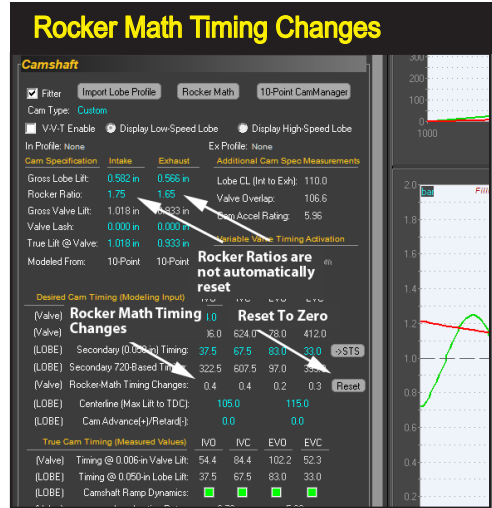 Rocker Math Timing Changes
Camshaft
Fitter Import Lobe Profile Rocker Math 10-Point CamManager
Cam Type: Custom
V-V-T Enable Display Low-Speed Lobe Display High-Speed Lobe
In Profile: None Ex Profile: None
Cam Specification Intake Exhaust Additional Cam Spec Measurements
Gross Lobe Lift: 0.582 in 0.566 in Lobe CL (Int to Exh): 110.0
Rocker Ratio: 1.75 1.65 Valve Overlap: 106.6
Gross Valve Lift: 1.018 in 0.933 in Cam Accel Rating: 5.96
Valve Lash: 0.000 in 0.000 in
True Lift @ Valve: 1.018 in 0.933 in Variable Valve Timing Activation
Modeled From: 10-Point 10-Point
Rocker Ratios are
not automatically
reset
Desired Cam Timing (Modeling Input) IVO IVC EVO EVC
Rocker Math Timing
Changes
Reset To Zero
(Valve)
(Valve) 624.0 78.0 412.0
(LOBE) Secondary (0.050-in) Timing: 37.5 67.5 83.0 33.0 ->STS
(LOBE) Secondary 720-Based 322.5 607.5 97.0
(Valve) Rocker-Math Timing Changes: 0.4 0.4 0.2 0.3 Reset
(LOBE) Centerline (Max Lift to TDC): 105.0 115.0
(LOBE) Cam Advance(+)/Retard(-): 0.0 0.0
True Cam Timing (Measured Values) IVO IVC EVO EVC
(Valve) Timing @ 0.006-in Valve Lift: 54.4 84.4 102.2 52.3
(LOBE) Timing @ 0.050-in Lobe Lift: 37.5 67.5 83.0 33.0
(LOBE) Camshaft Ramp Dynamics:
300
200
100
0
1000
2.0 bar
1.8
1.6
1.4
1.2
1.0
0.8
0.6
0.4
0.2